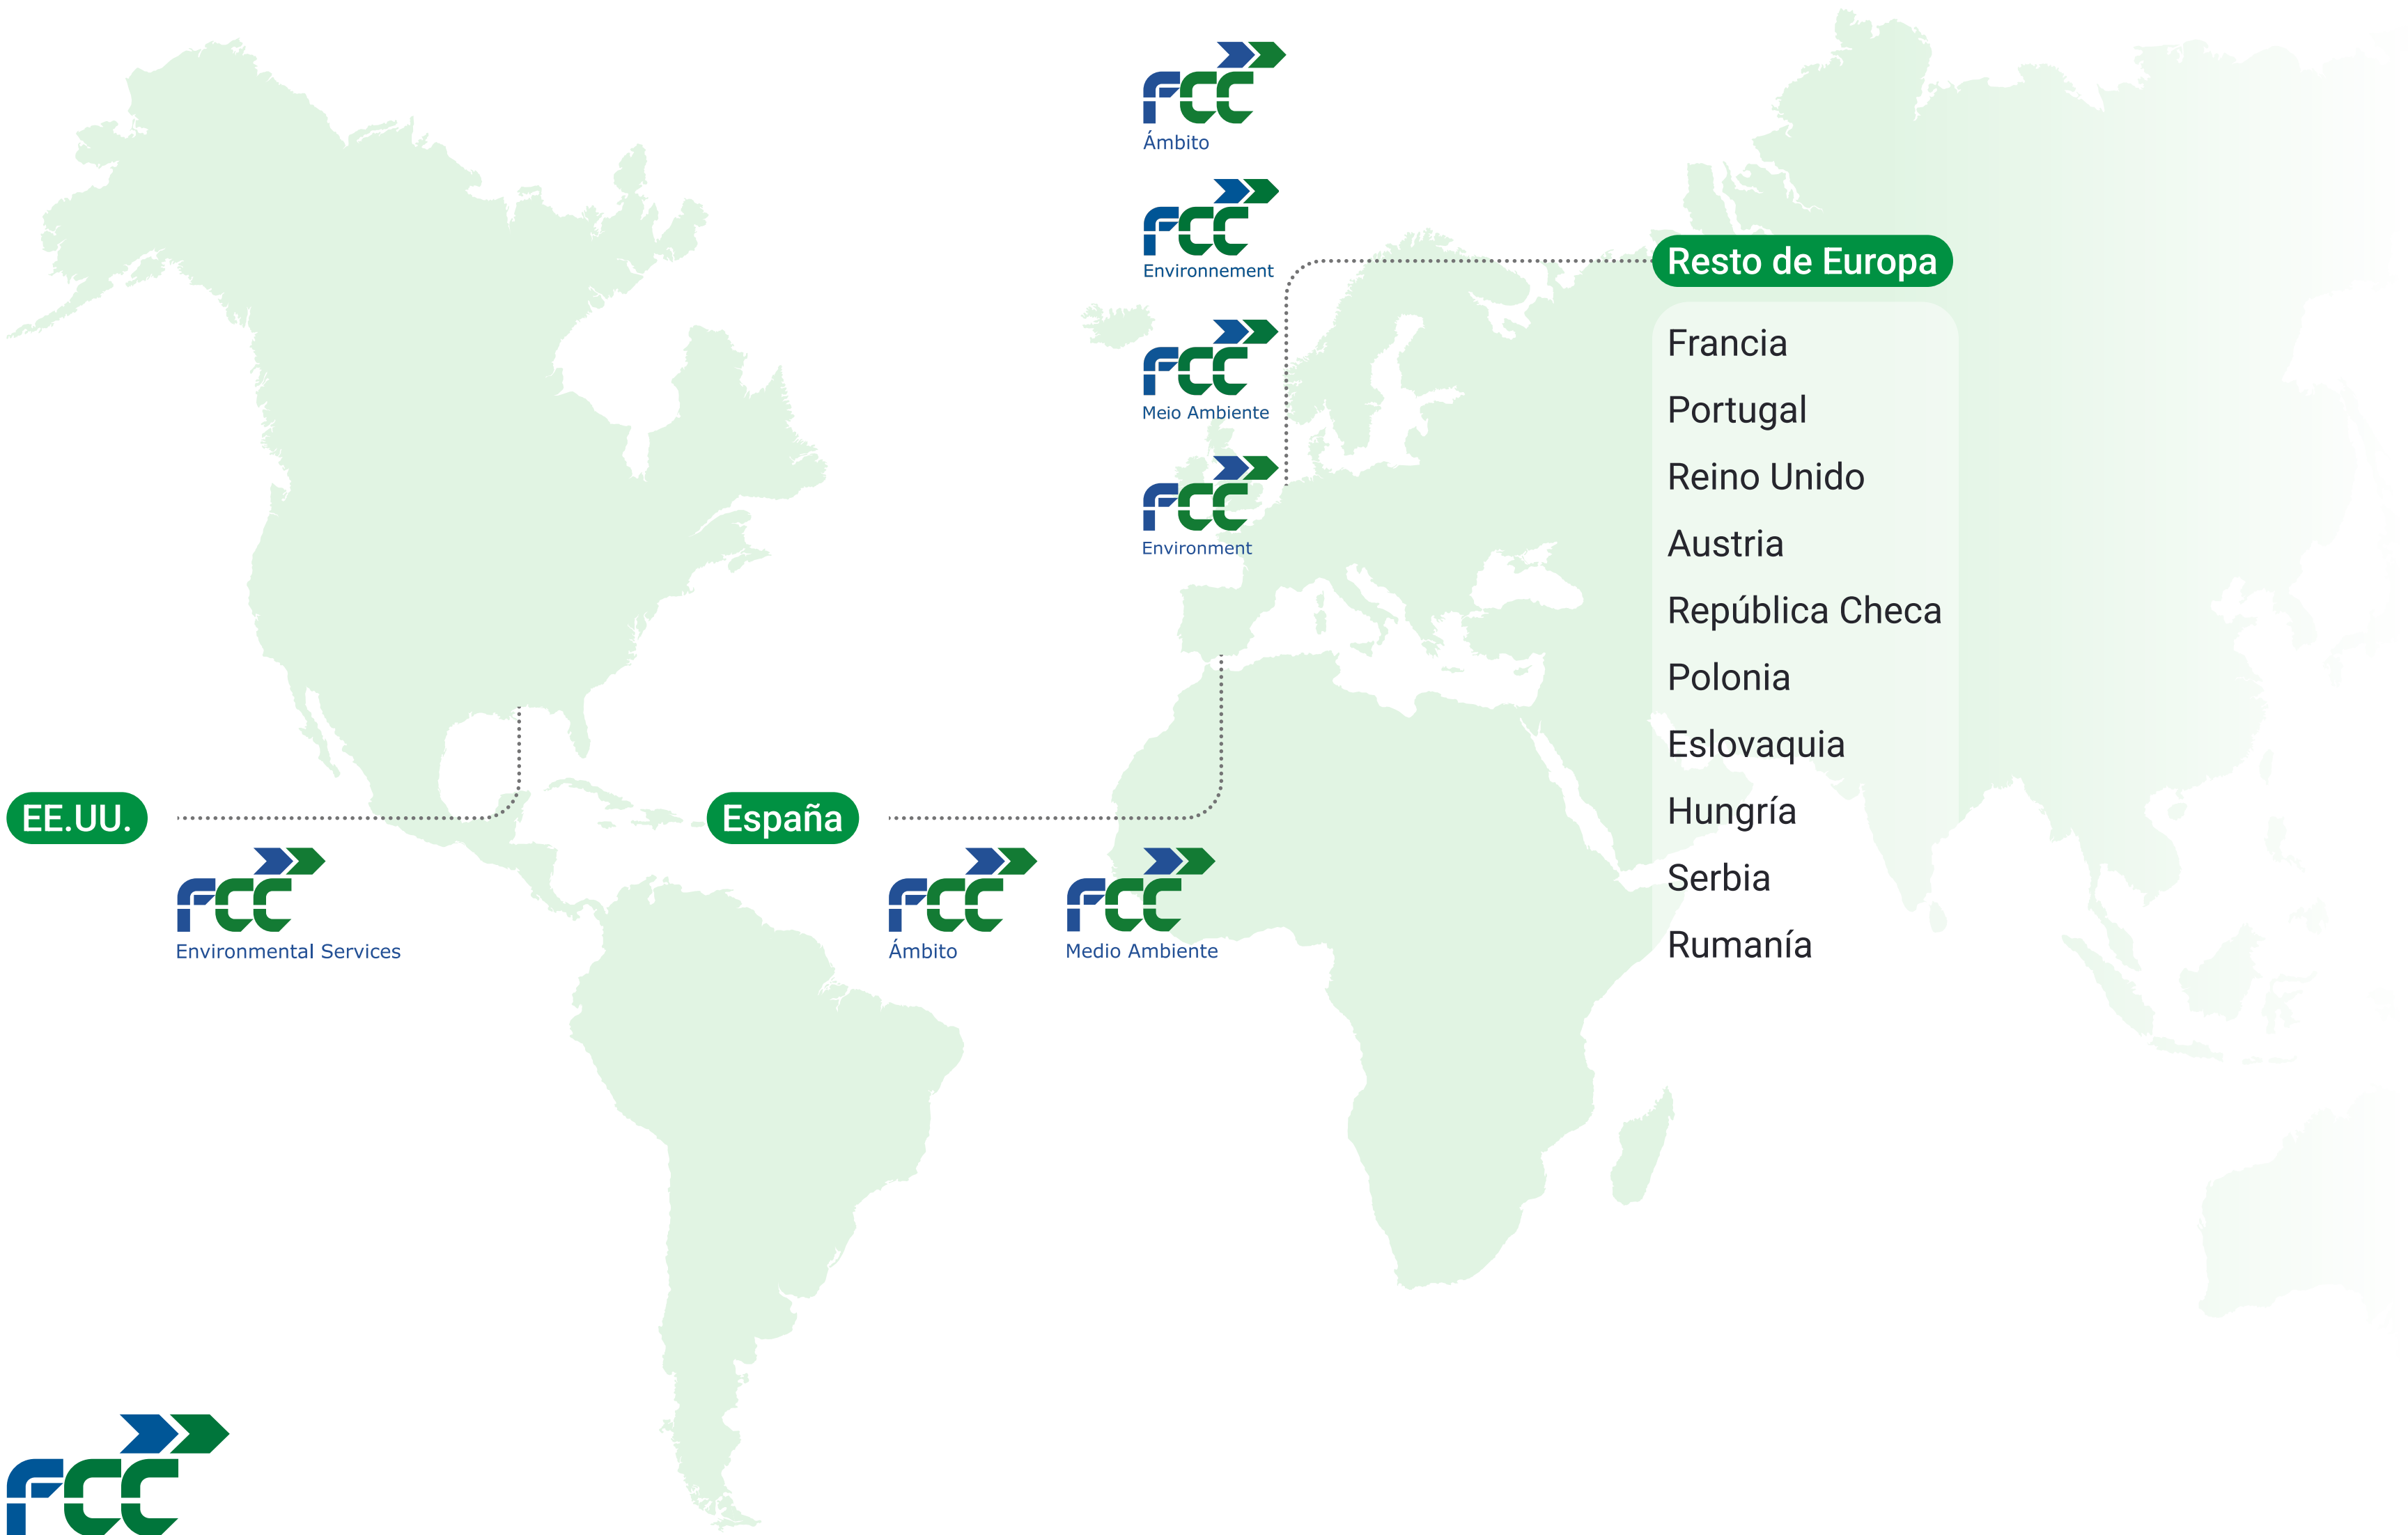 FCC
Ámbito
FCC
Environnement
FCC
Meio Ambiente
FCC
Environment
Resto de Europa
Francia
Portugal
Reino Unido
Austria
República Checa
Polonia
Eslovaquia
Hungría
Serbia
Rumanía
EE.UU.
FCC
Environmental Services
España
FCC
Ámbito
FCC
Medio Ambiente
FCC